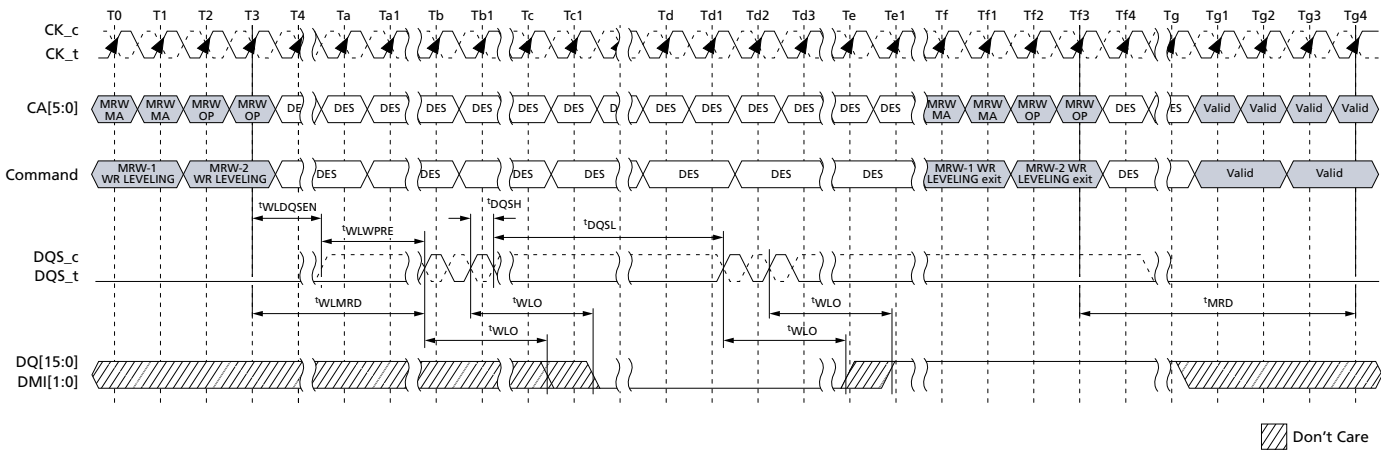 T0 T1 T2 T3 T4 Ta Ta1 Tb Tb1 Tc Tc1 Td Td1 Td2 Td3 Te Te1 Tf Tf1 Tf2 Tf3 Tf4 Tg Tg1 Tg2 Tg3 Tg4
CK_c
CK_t
CA[5:0] MRW MA MRW MA MRW OP MRW OP DE DES DES DES DES DES D DES DES DES DES DES DES MRW MA MRW MA MRW OP MRW OP DES ES Valid Valid Valid Valid
Command MRW-1 WR LEVELING MRW-2 WR LEVELING DES DES DES DES DES DES DES MRW-1 WR LEVELING exit MRW-2 WR LEVELING exit DES Valid Valid
tWLDQSEN tDQSH
tWLWPRE tDQSL
DQS_c
DQS_t
tWLMRD tWLO tWLO tMRD
tWLO tWLO
DQ[15:0]
DMI[1:0]
Don't Care